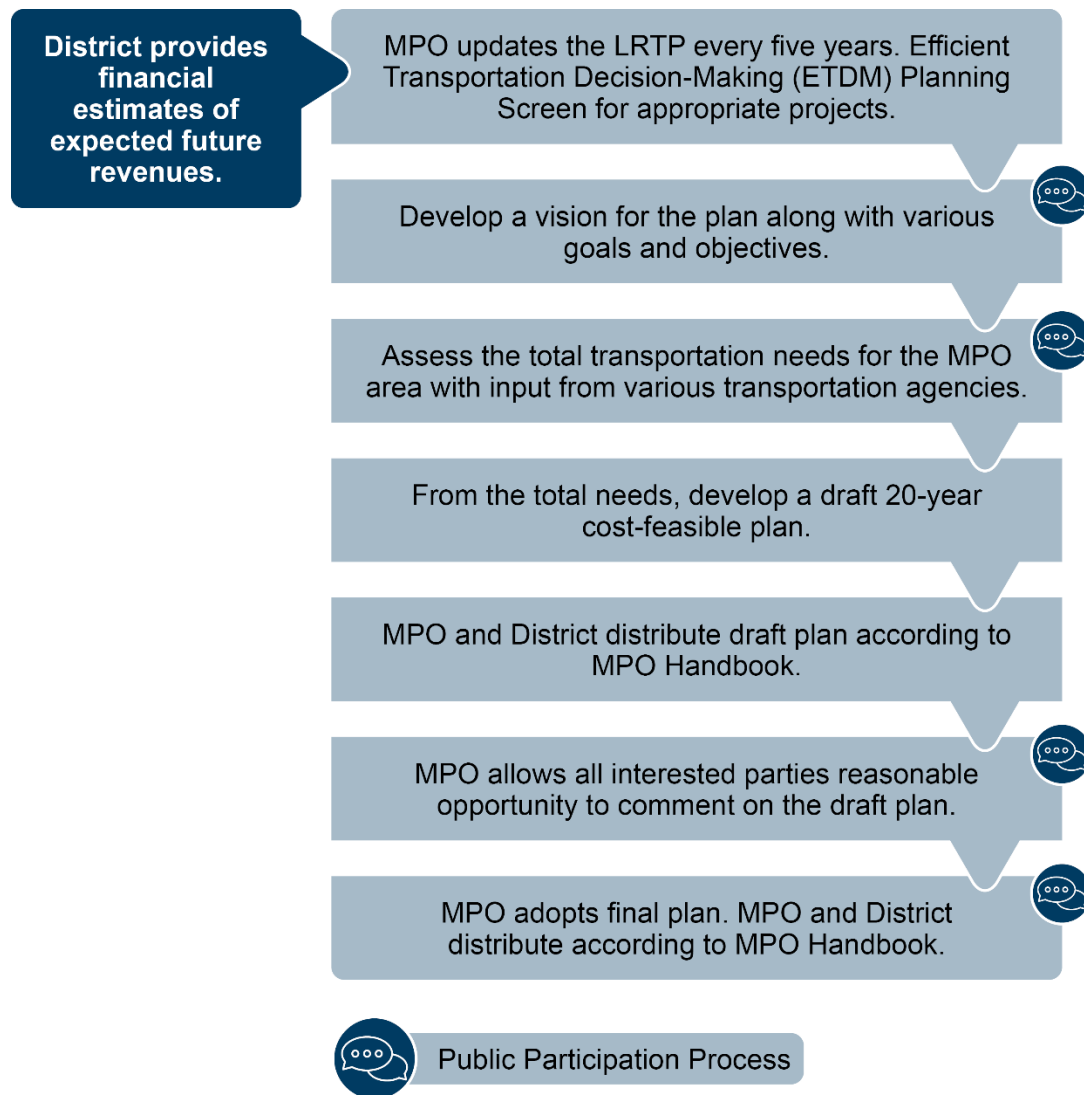 District provides
financial
estimates of
expected future
revenues.
MPO updates the LRTP every five years. Efficient
Transportation Decision-Making (ETDM) Planning
Screen for appropriate projects.
Develop a vision for the plan along with various
goals and objectives.
Assess the total transportation needs for the MPO
area with input from various transportation agencies.
From the total needs, develop a draft 20-year
cost-feasible plan.
MPO and District distribute draft plan according to
MPO Handbook.
MPO allows all interested parties reasonable
opportunity to comment on the draft plan.
MPO adopts final plan. MPO and District
distribute according to MPO Handbook.
Public Participation Process